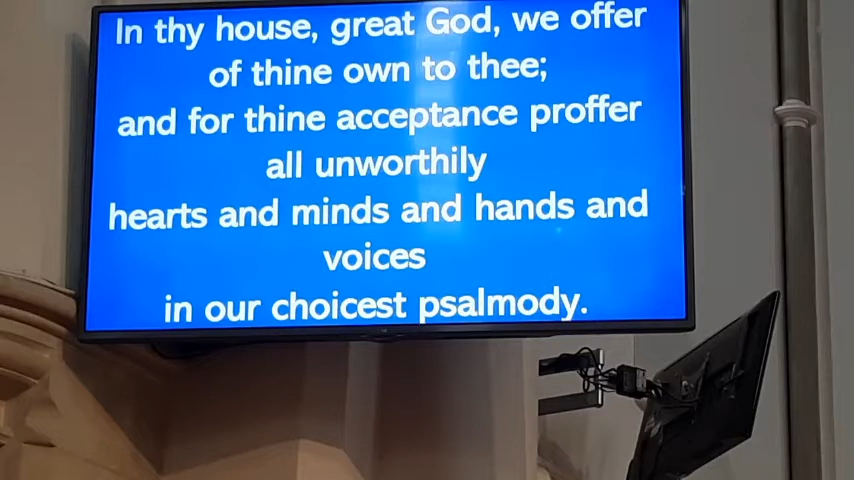 In thy house, great God, we offer
of thine own to thee;
and for thine acceptance proffer
all unworthily
hearts and minds and hands and
voices
in our choicest psalmody.